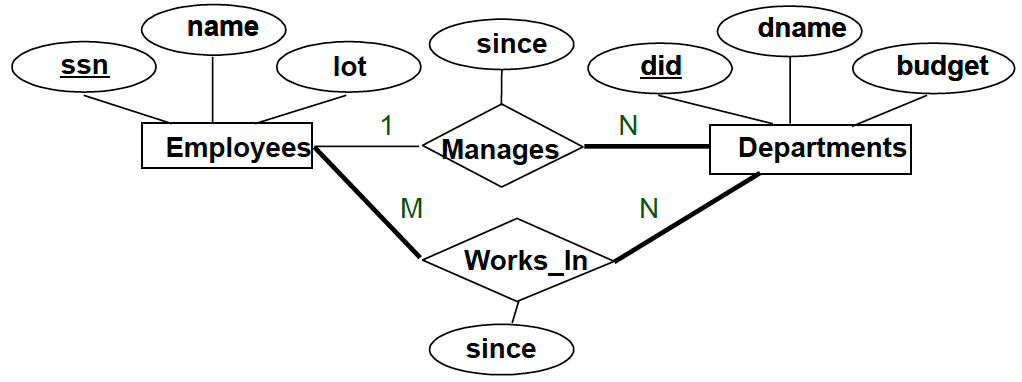 name
since
dname
ssn
lot
did
budget
1
N
Employees
Manages
Departments
M
N
Works_In
since